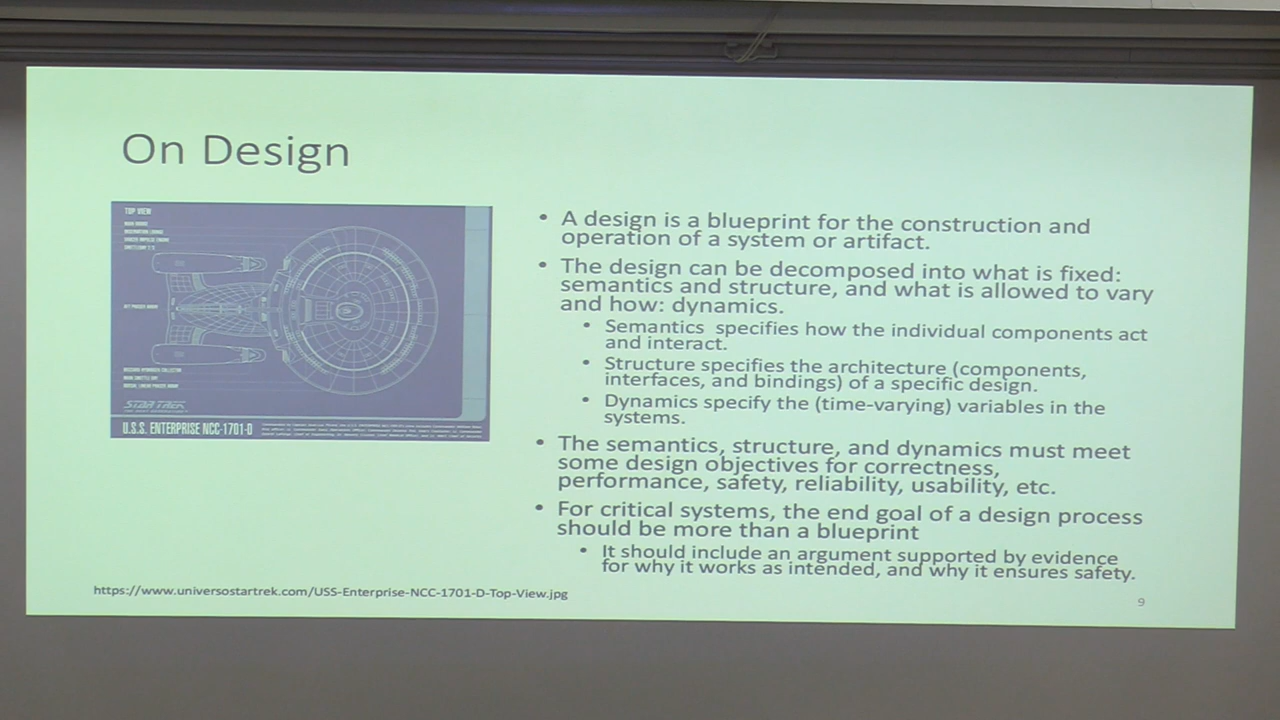 On Design
TOP VIEW
STAR TREK
U.S.S. ENTERPRISE NCC-1701-D
• A design is a blueprint for the construction and
operation of a system or artifact.
• The design can be decomposed into what is fixed:
semantics and structure, and what is allowed to vary
and how: dynamics.
• Semantics specifies how the individual components act
and interact.
• Structure specifies the architecture (components,
interfaces, and bindings) of a specific design.
• Dynamics specify the (time-varying) variables in the
systems.
• The semantics, structure, and dynamics must meet
some design objectives for correctness,
performance, safety, reliability, usability, etc.
• For critical systems, the end goal of a design process
should be more than a blueprint
• It should include an argument supported by evidence
for why it works as intended, and why it ensures safety.
https://www.universostartrek.com/USS-Enterprise-NCC-1701-D-Top-View.jpg
9